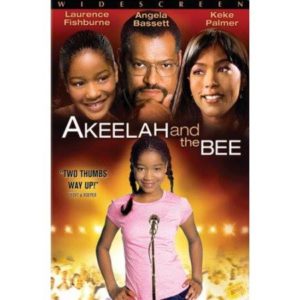 WIDESCREEN
Laurence Fishburne
Angela Bassett
Keke Palmer
AKEELAH and the BEE
"TWO THUMBS
WAY UP!"